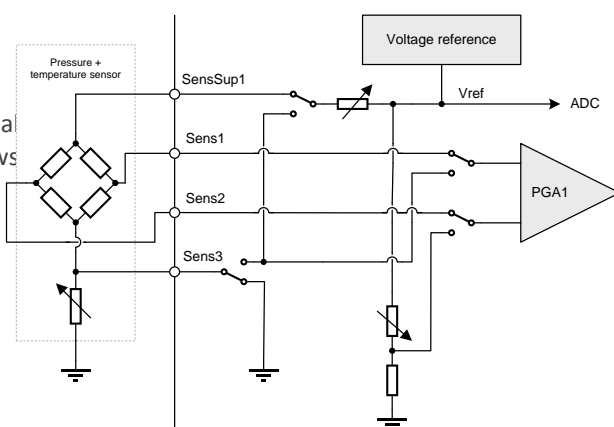 Pressure +
temperature sensor
SensSup1
Sens1
Sens2
Sens3
Voltage reference
Vref
ADC
PGA1